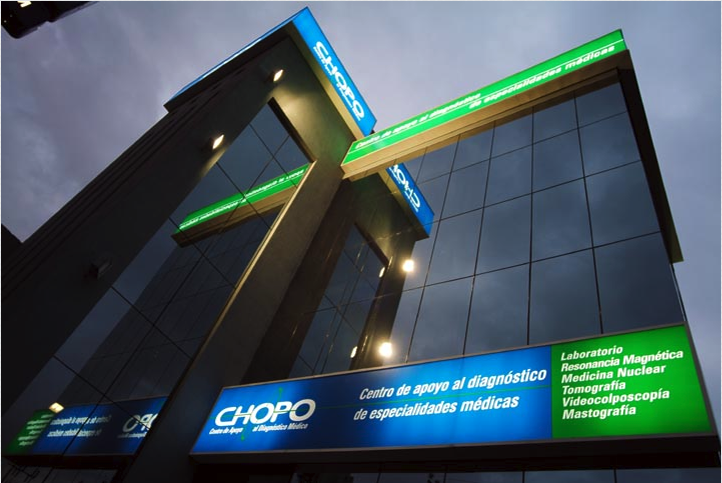 CHOPO
Centro de apoyo al diagnóstico
de especialidades médicas
CHOPO
CHOPO
Centro de Apoyo al Diagnóstico Médico
Centro de apoyo al diagnóstico
de especialidades médicas
Laboratorio
Resonancia Magnética
Medicina Nuclear
Tomografía
Videocolposcopía
Mastografía